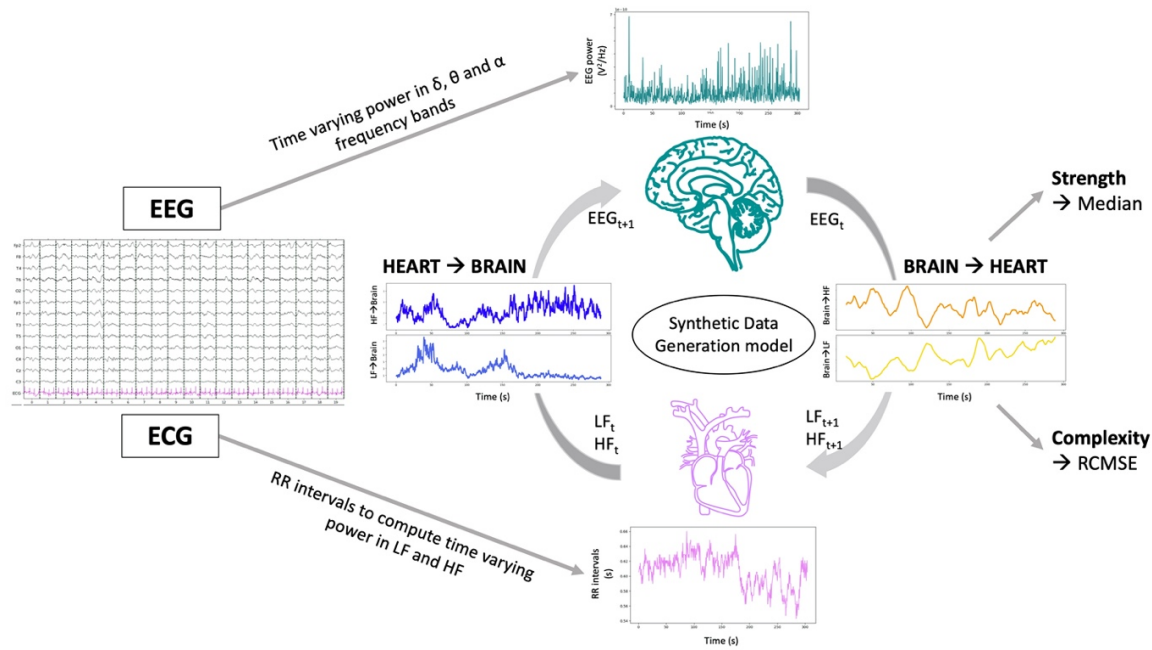 EEG power
(V²/Hz)
Time (s)
Time varying power in δ, θ and α
frequency bands
EEG
EEGₜ₊₁
EEGₜ
Strength
→ Median
HEART → BRAIN
BRAIN → HEART
HF→Brain
LF→Brain
Time (s)
Synthetic Data
Generation model
Brain→HF
Brain→LF
Time (s)
ECG
LFₜ
HFₜ
LFₜ₊₁
HFₜ₊₁
Complexity
→ RCMSE
RR intervals to compute time varying
power in LF and HF
RR intervals
(s)
Time (s)